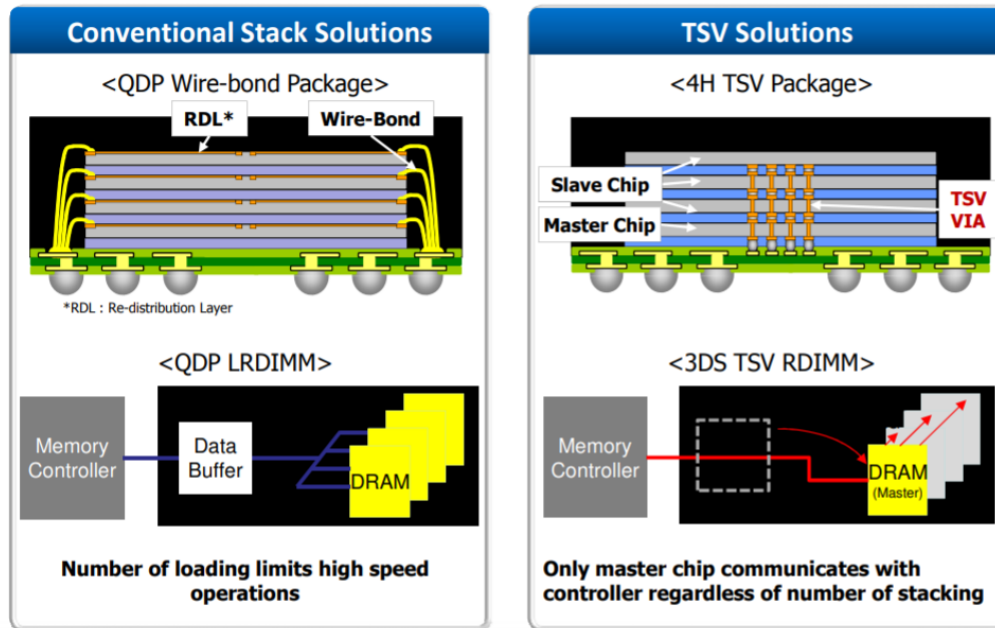 Conventional Stack Solutions
<QDP Wire-bond Package>
RDL*
Wire-Bond
*RDL : Re-distribution Layer
<QDP LRDIMM>
Memory
Controller
Data
Buffer
DRAM
Number of loading limits high speed
operations
TSV Solutions
<4H TSV Package>
Slave Chip
Master Chip
TSV
VIA
<3DS TSV RDIMM>
Memory
Controller
DRAM
(Master)
Only master chip communicates with
controller regardless of number of stacking